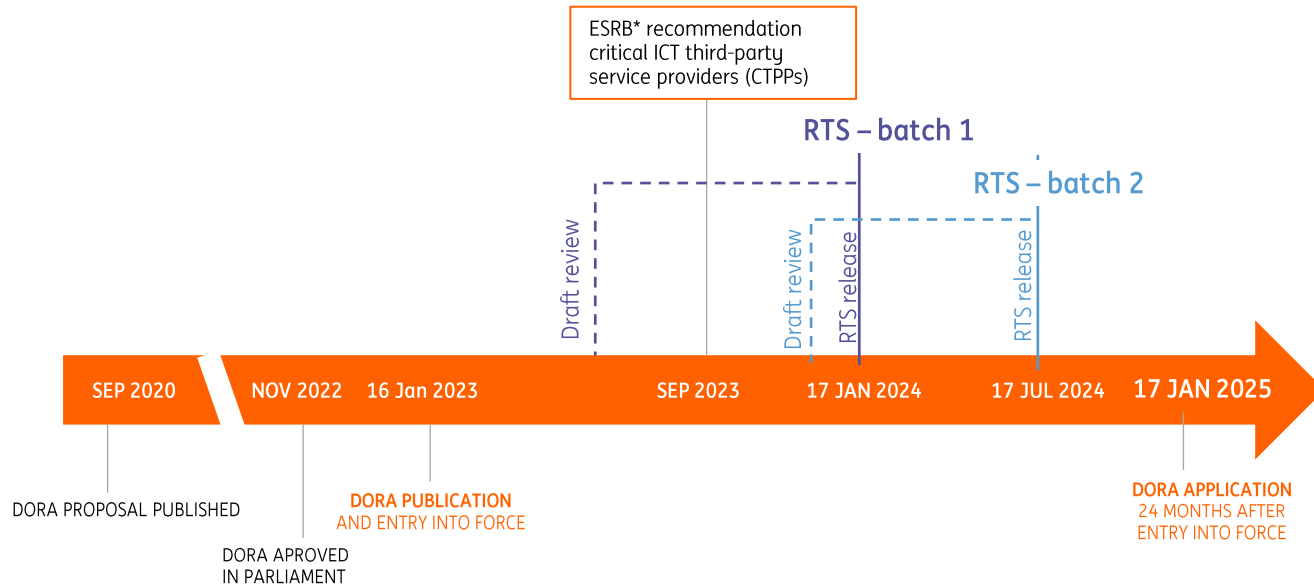 ESRB* recommendation
critical ICT third-party
service providers (CTPPs)
RTS – batch 1
RTS – batch 2
Draft review
RTS release
Draft review
RTS release
SEP 2020
NOV 2022
16 Jan 2023
SEP 2023
17 JAN 2024
17 JUL 2024
17 JAN 2025
DORA PROPOSAL PUBLISHED
DORA APROVED
IN PARLIAMENT
DORA PUBLICATION
AND ENTRY INTO FORCE
DORA APPLICATION
24 MONTHS AFTER
ENTRY INTO FORCE